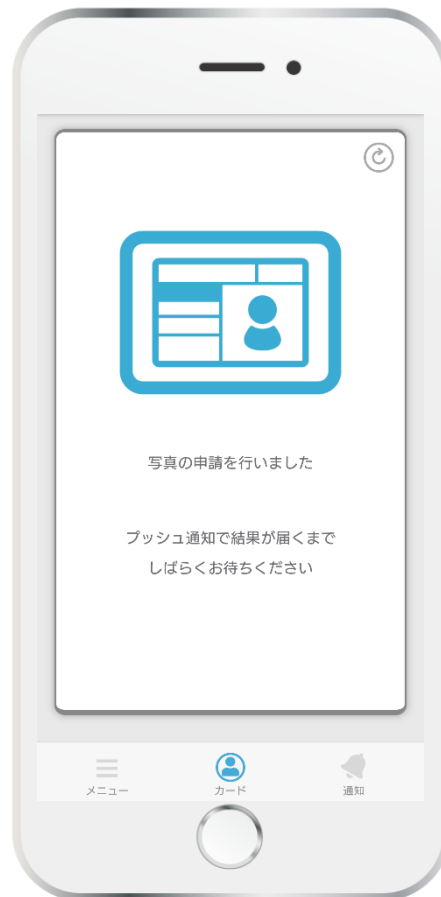 写真の申請を行いました
プッシュ通知で結果が届くまで
しばらくお待ちください
メニュー
カード
通知